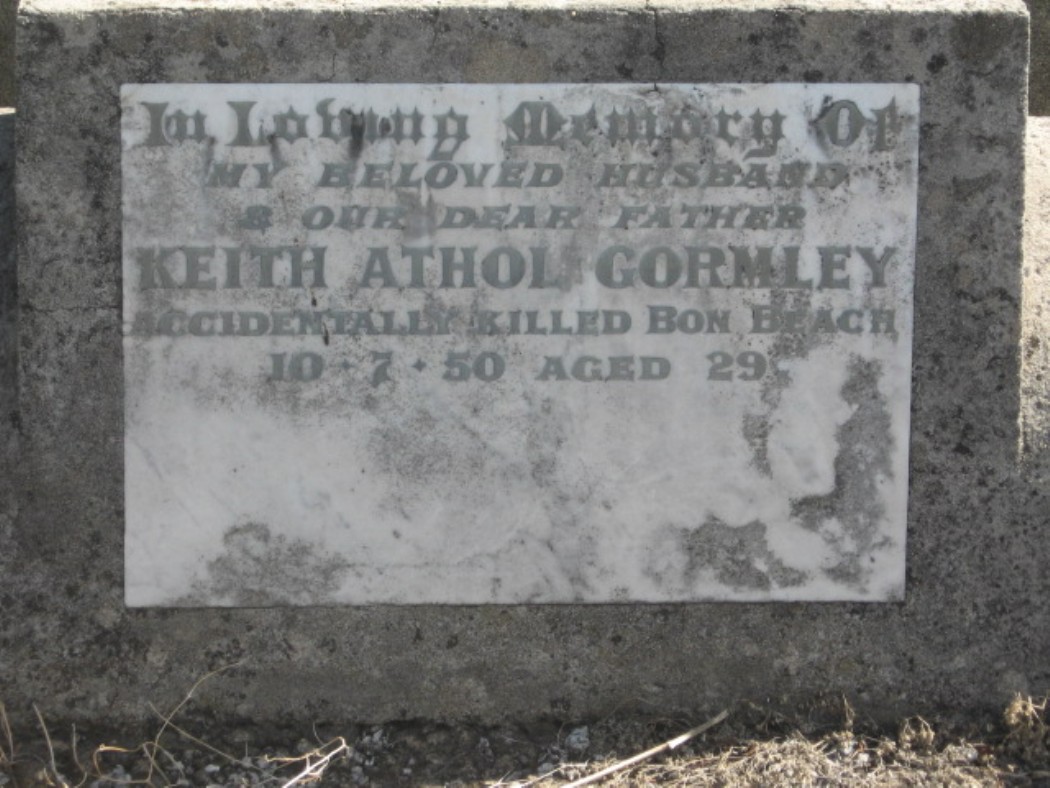 In Loving Memory Of
MY BELOVED HUSBAND
& OUR DEAR FATHER
KEITH ATHOL GORMLEY
ACCIDENTALLY KILLED BON BEACH
10 · 7 · 50 AGED 29